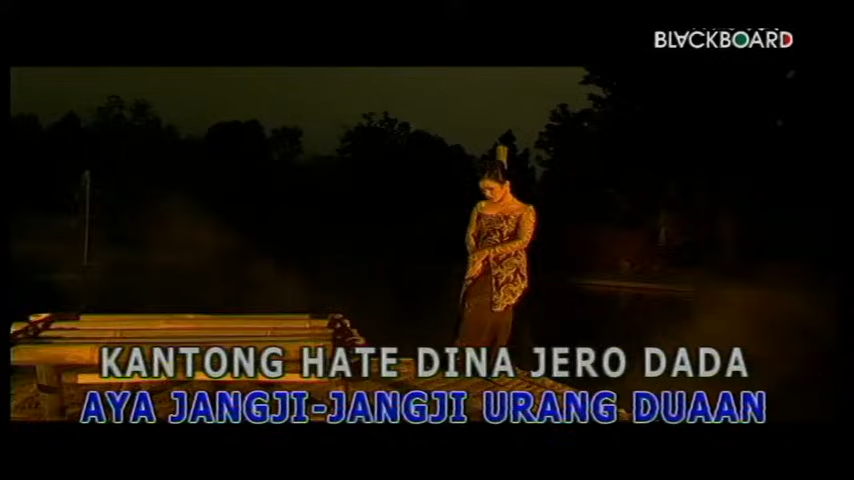 BLACKBOARD
KANTONG HATE DINA JERO DADA
AYA JANGJI-JANGJI URANG DUAAN